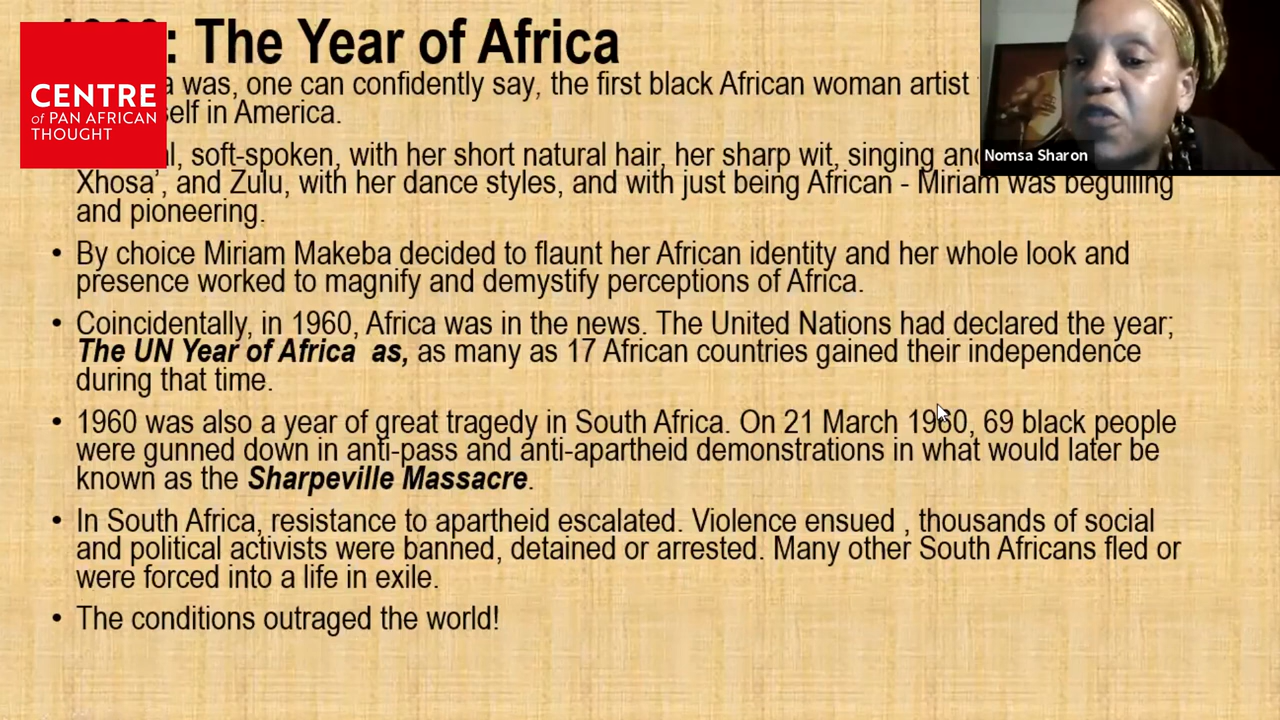 : The Year of Africa
CENTRE
of PAN AFRICAN
THOUGHT
was, one can confidently say, the first black African woman artist
self in America.
soft-spoken, with her short natural hair, her sharp wit, singing
Xhosa', and Zulu, with her dance styles, and with just being African - Miriam was beguiling
and pioneering.
• By choice Miriam Makeba decided to flaunt her African identity and her whole look and
presence worked to magnify and demystify perceptions of Africa.
• Coincidentally, in 1960, Africa was in the news. The United Nations had declared the year;
The UN Year of Africa as, as many as 17 African countries gained their independence
during that time.
• 1960 was also a year of great tragedy in South Africa. On 21 March 1960, 69 black people
were gunned down in anti-pass and anti-apartheid demonstrations in what would later be
known as the Sharpeville Massacre.
• In South Africa, resistance to apartheid escalated. Violence ensued , thousands of social
and political activists were banned, detained or arrested. Many other South Africans fled or
were forced into a life in exile.
• The conditions outraged the world!
Nomsa Sharon